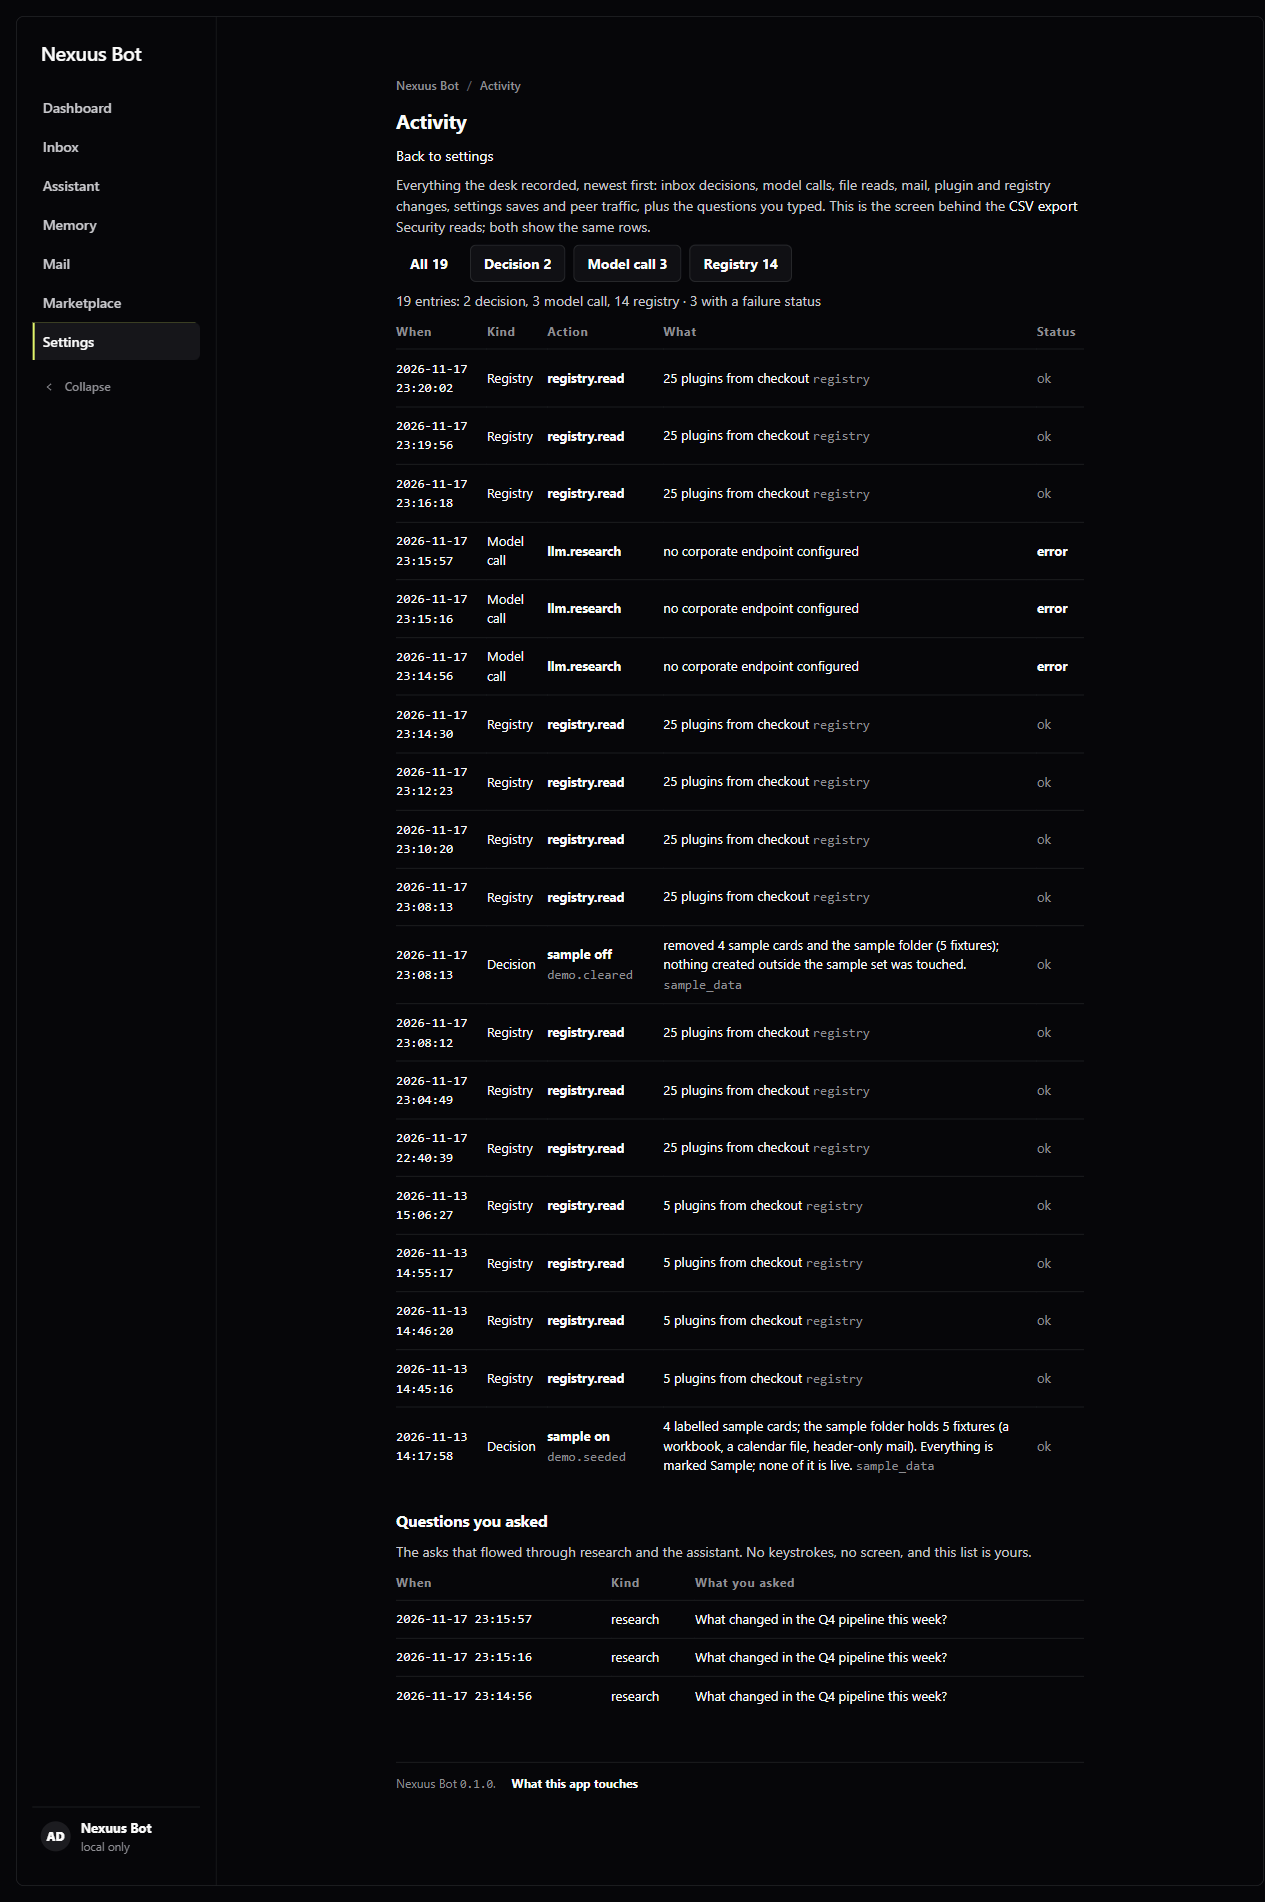 Nexuus Bot
Dashboard
Inbox
Assistant
Memory
Mail
Marketplace
Settings
Collapse
Nexuus Bot / Activity
Activity
Back to settings
Everything the desk recorded, newest first: inbox decisions, model calls, file reads, mail, plugin and registry
changes, settings saves and peer traffic, plus the questions you typed. This is the screen behind the CSV export
Security reads; both show the same rows.
All 19 Decision 2 Model call 3 Registry 14
19 entries: 2 decision, 3 model call, 14 registry · 3 with a failure status
When Kind Action What Status
2026-11-17
23:20:02
Registry registry.read 25 plugins from checkout registry ok
2026-11-17
23:19:56
Registry registry.read 25 plugins from checkout registry ok
2026-11-17
23:16:18
Registry registry.read 25 plugins from checkout registry ok
2026-11-17
23:15:57
Model
call
llm.research no corporate endpoint configured error
2026-11-17
23:15:16
Model
call
llm.research no corporate endpoint configured error
2026-11-17
23:14:56
Model
call
llm.research no corporate endpoint configured error
2026-11-17
23:14:30
Registry registry.read 25 plugins from checkout registry ok
2026-11-17
23:12:23
Registry registry.read 25 plugins from checkout registry ok
2026-11-17
23:10:20
Registry registry.read 25 plugins from checkout registry ok
2026-11-17
23:08:13
Registry registry.read 25 plugins from checkout registry ok
2026-11-17
23:08:13
Decision
sample off
demo.cleared
removed 4 sample cards and the sample folder (5 fixtures);
nothing created outside the sample set was touched.
sample_data
ok
2026-11-17
23:08:12
Registry registry.read 25 plugins from checkout registry ok
2026-11-17
23:04:49
Registry registry.read 25 plugins from checkout registry ok
2026-11-17
22:40:39
Registry registry.read 25 plugins from checkout registry ok
2026-11-13
15:06:27
Registry registry.read 5 plugins from checkout registry ok
2026-11-13
14:55:17
Registry registry.read 5 plugins from checkout registry ok
2026-11-13
14:46:20
Registry registry.read 5 plugins from checkout registry ok
2026-11-13
14:45:16
Registry registry.read 5 plugins from checkout registry ok
2026-11-13
14:17:58
Decision
sample on
demo.seeded
4 labelled sample cards; the sample folder holds 5 fixtures (a
workbook, a calendar file, header-only mail). Everything is
marked Sample; none of it is live. sample_data
ok
Questions you asked
The asks that flowed through research and the assistant. No keystrokes, no screen, and this list is yours.
When Kind What you asked
2026-11-17 23:15:57 research What changed in the Q4 pipeline this week?
2026-11-17 23:15:16 research What changed in the Q4 pipeline this week?
2026-11-17 23:14:56 research What changed in the Q4 pipeline this week?
Nexuus Bot 0.1.0. What this app touches
AD
Nexuus Bot
local only